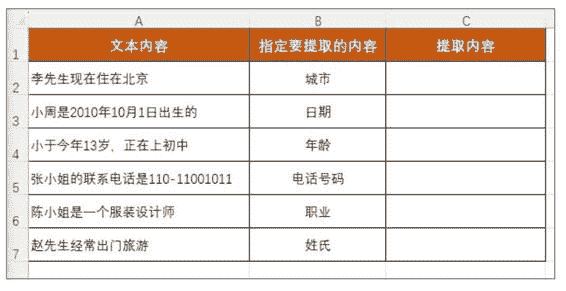 A B C
1 文本内容 指定要提取的内容 提取内容
2 李先生现在住在北京 城市
3 小周是2010年10月1日出生的 日期
4 小于今年13岁，正在上初中 年龄
5 张小姐的联系电话是110-11001011 电话号码
6 陈小姐是一个服装设计师 职业
7 赵先生经常出门旅游 姓氏